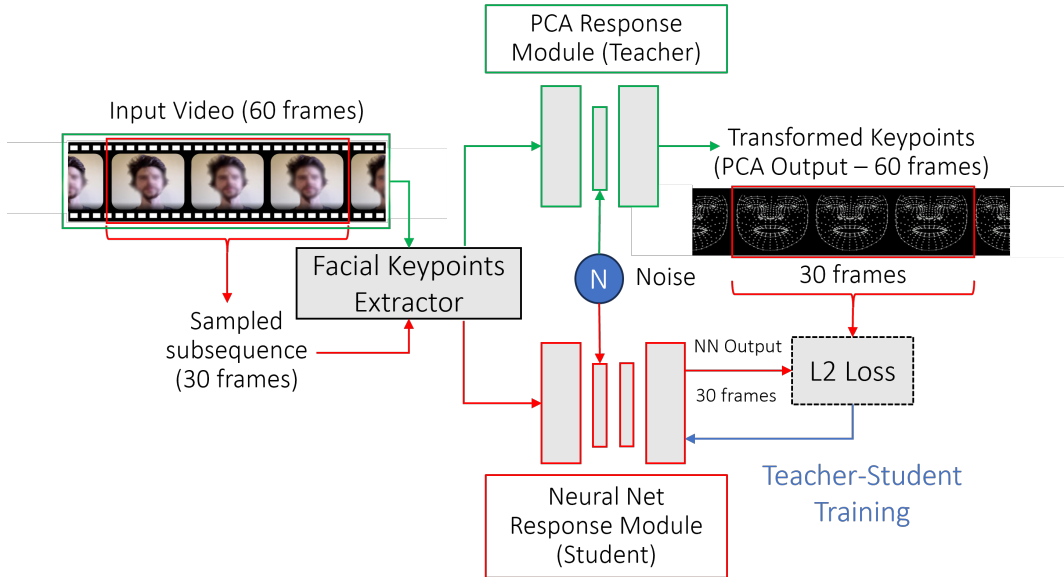 PCA Response
Module (Teacher)
Input Video (60 frames)
Transformed Keypoints
(PCA Output – 60 frames)
Facial Keypoints
Extractor
N
Noise
30 frames
Sampled
subsequence
(30 frames)
NN Output
30 frames
L2 Loss
Teacher-Student
Training
Neural Net
Response Module
(Student)